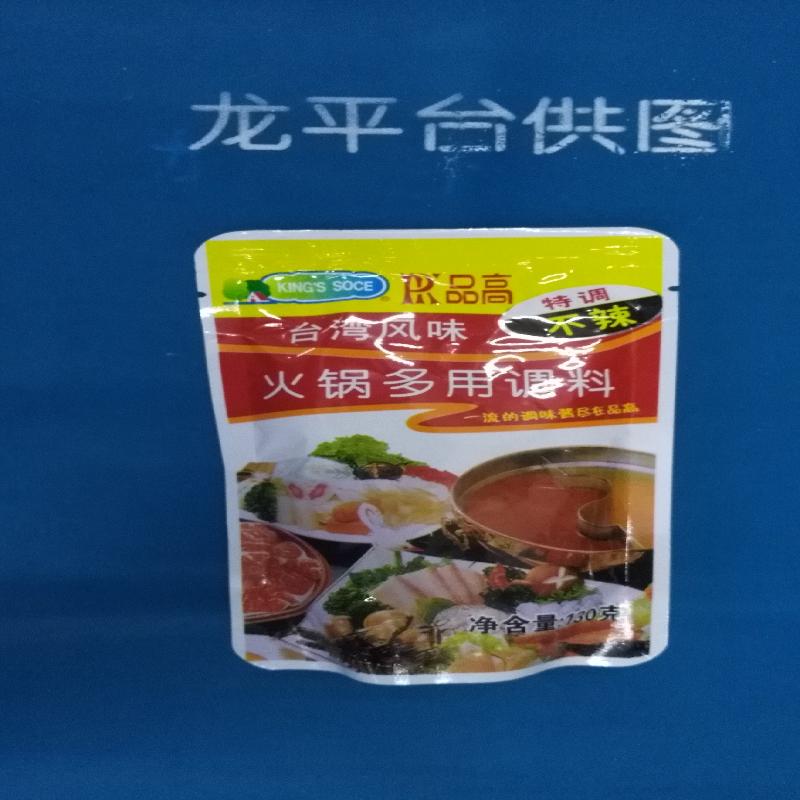 龙平台供图
KING'S SOCE ® PK 品高
特调
不辣
台湾风味
火锅多用调料
一流的调味酱尽在品高
净含量:130克